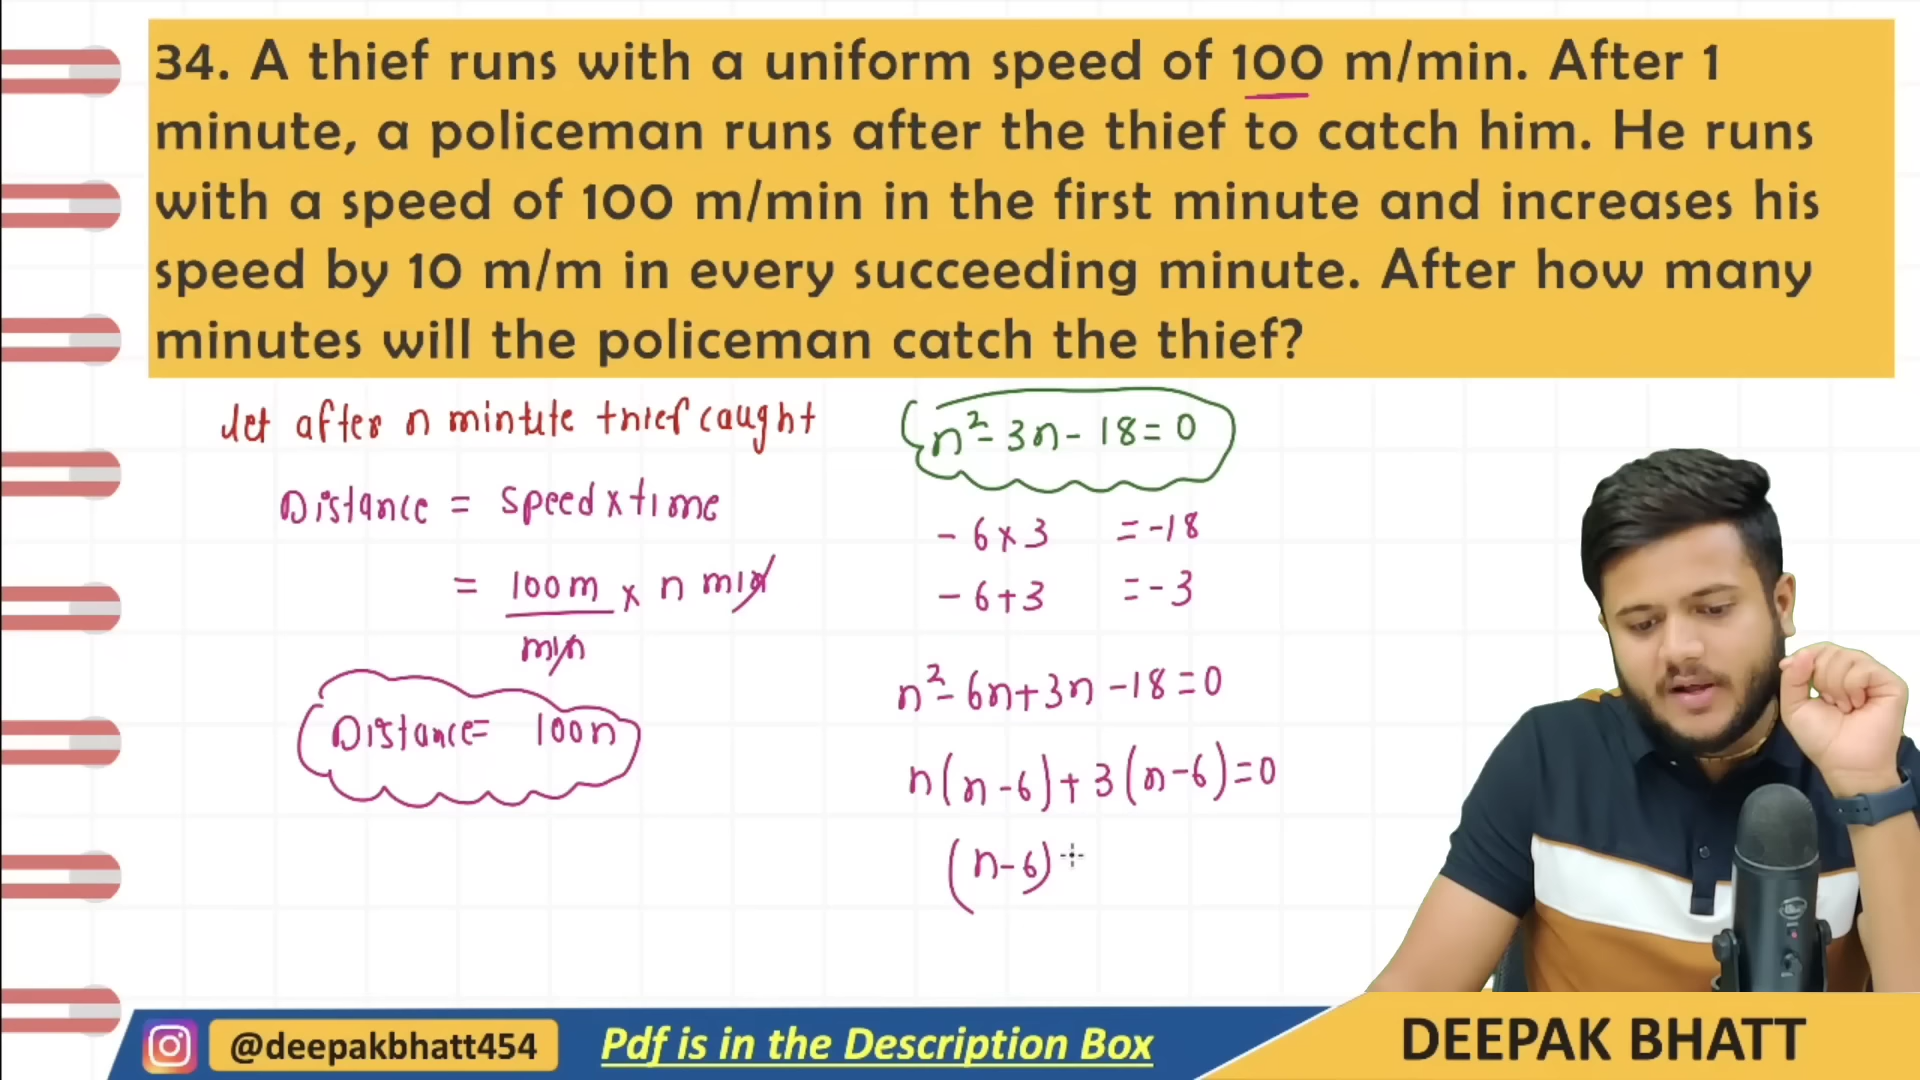 34. A thief runs with a uniform speed of 100 m/min. After 1
minute, a policeman runs after the thief to catch him. He runs
with a speed of 100 m/min in the first minute and increases his
speed by 10 m/m in every succeeding minute. After how many
minutes will the policeman catch the thief?
Let after n mintute thief caught
Distance = speed x time
= 100m/min x n min
Distance = 100n
n² - 3n - 18 = 0
- 6 x 3 = -18
- 6 + 3 = - 3
n² - 6n + 3n - 18 = 0
n(n - 6) + 3(n - 6) = 0
(n - 6)
@deepakbhatt454
Pdf is in the Description Box
DEEPAK BHATT